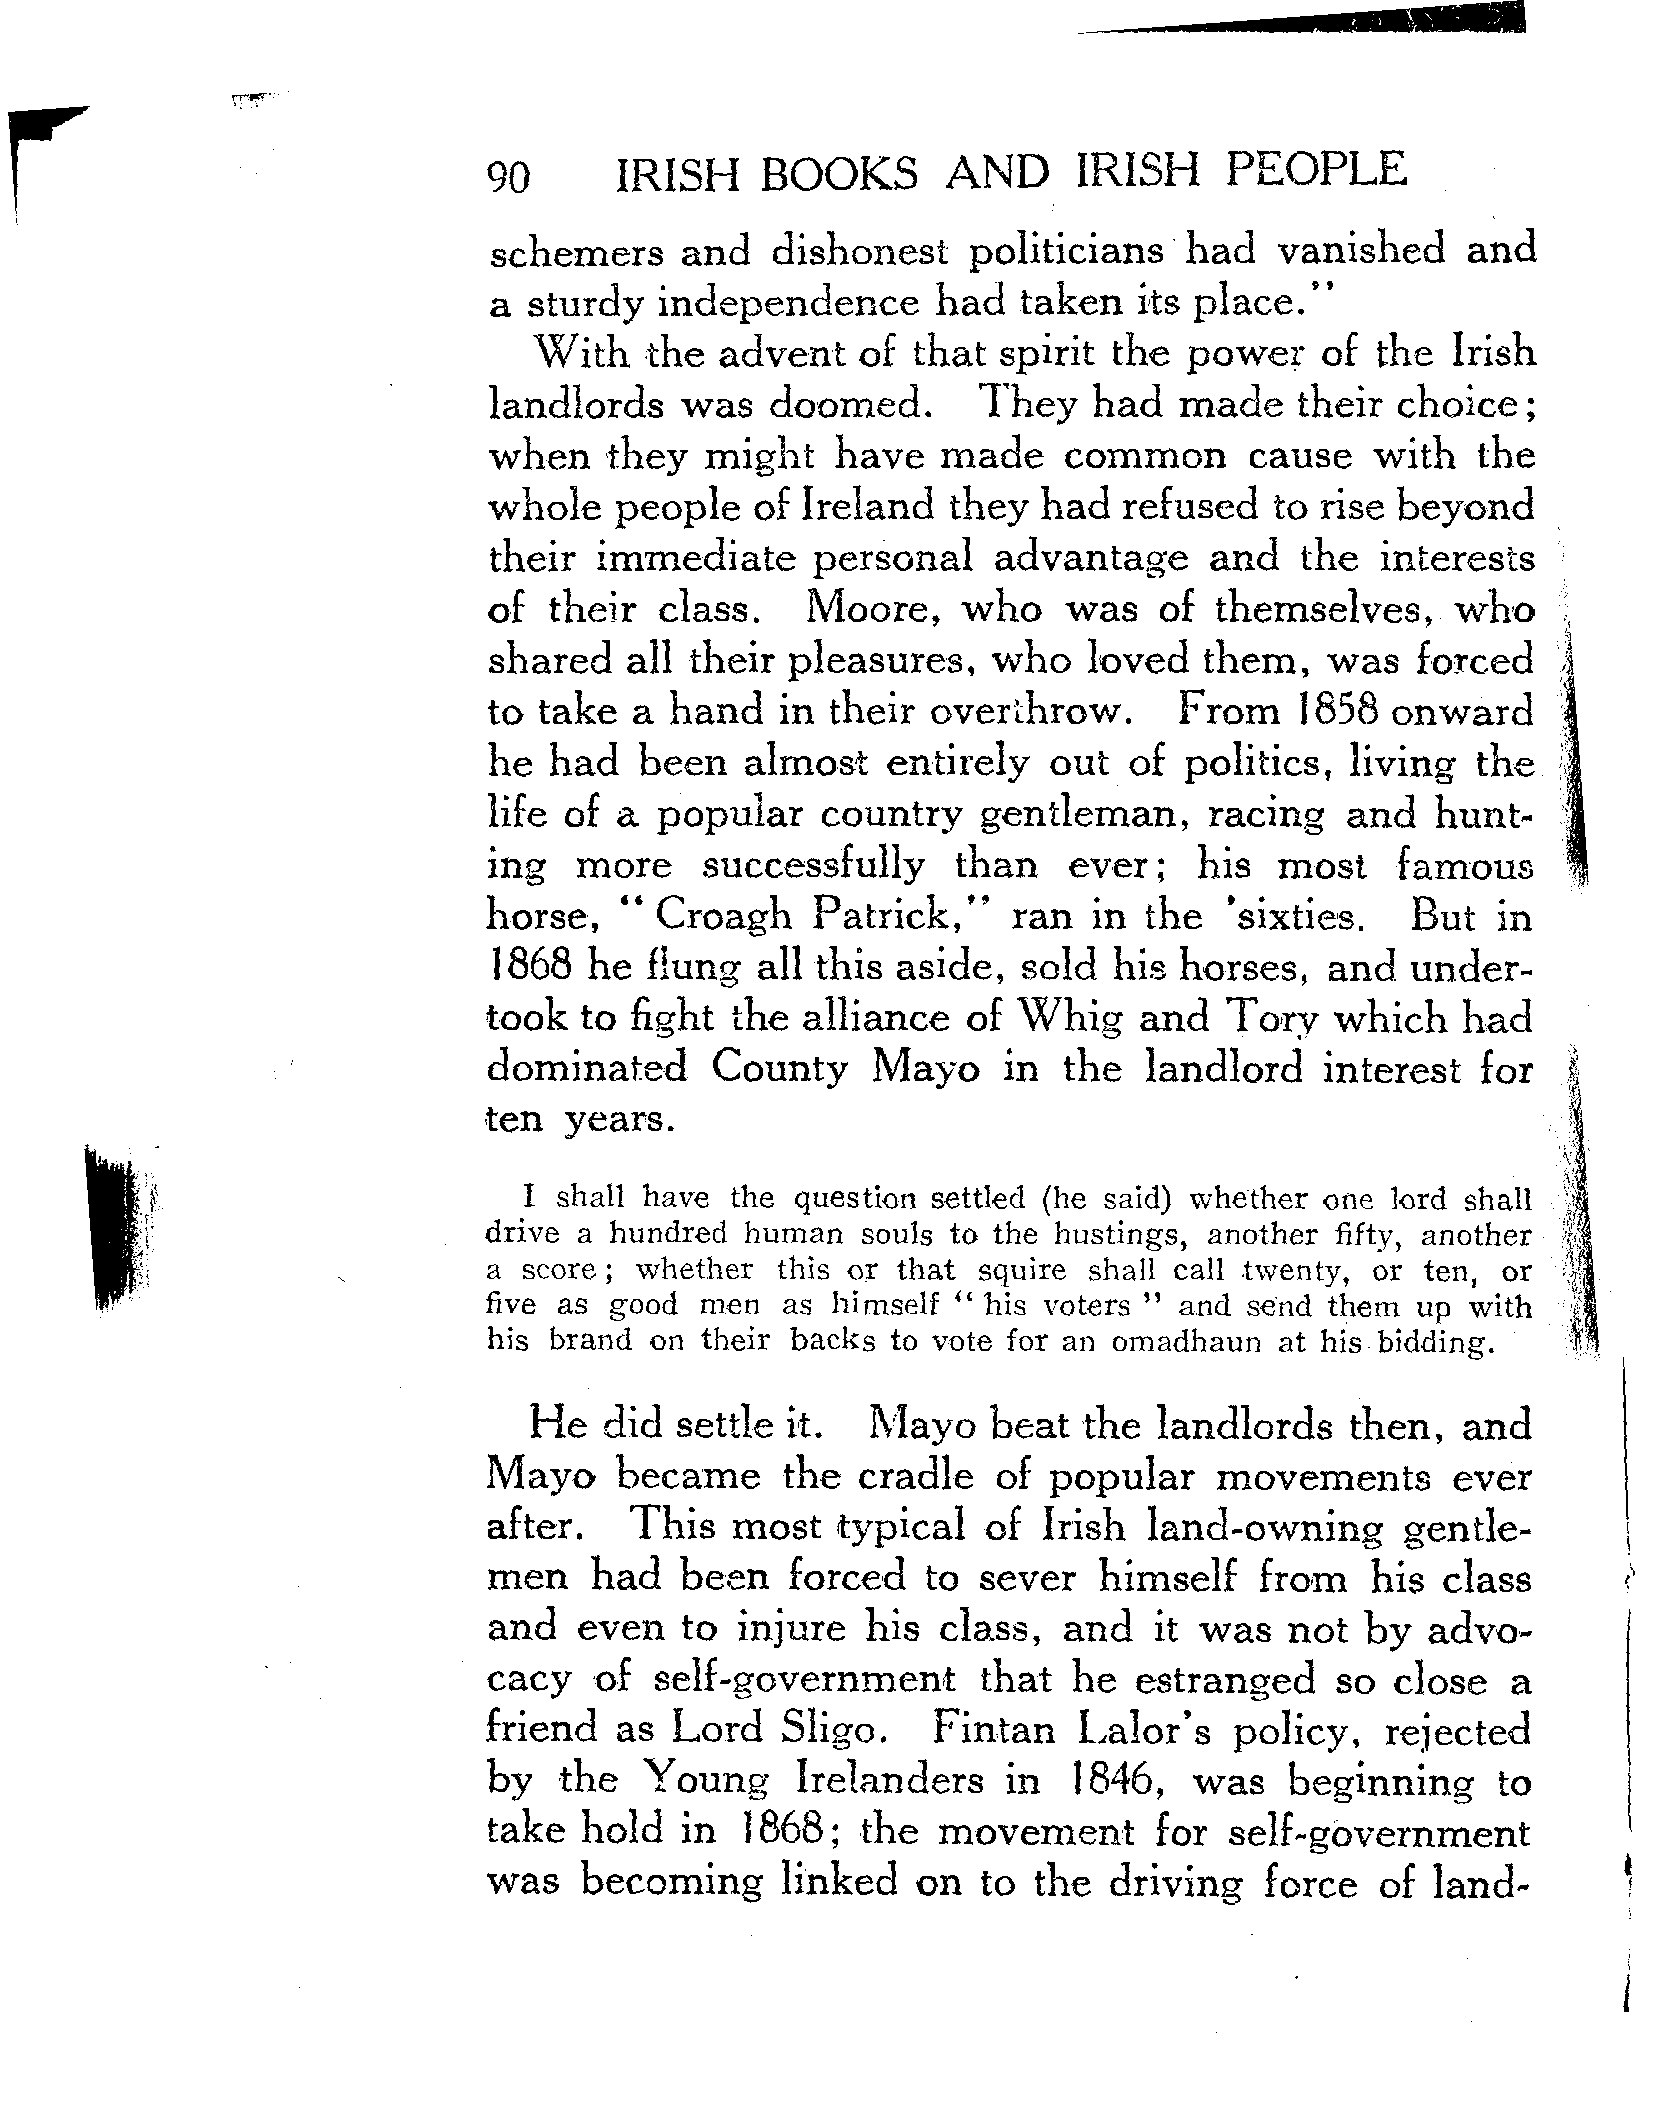 90 IRISH BOOKS AND IRISH PEOPLE
schemers and dishonest politicians had vanished and
a sturdy independence had taken its place."
With the advent of that spirit the power of the Irish
landlords was doomed. They had made their choice;
when they might have made common cause with the
whole people of Ireland they had refused to rise beyond
their immediate personal advantage and the interests
of their class. Moore, who was of themselves, who
shared all their pleasures, who loved them, was forced
to take a hand in their overthrow. From 1858 onward
he had been almost entirely out of politics, living the
life of a popular country gentleman, racing and hunt-
ing more successfully than ever; his most famous
horse, "Croagh Patrick," ran in the 'sixties. But in
1868 he flung all this aside, sold his horses, and under-
took to fight the alliance of Whig and Tory which had
dominated County Mayo in the landlord interest for
ten years.
I shall have the question settled (he said) whether one lord shall
drive a hundred human souls to the hustings, another fifty, another
a score; whether this or that squire shall call twenty, or ten, or
five as good men as himself "his voters" and send them up with
his brand on their backs to vote for an omadhaun at his bidding.
He did settle it. Mayo beat the landlords then, and
Mayo became the cradle of popular movements ever
after. This most typical of Irish land-owning gentle-
men had been forced to sever himself from his class
and even to injure his class, and it was not by advo-
cacy of self-government that he estranged so close a
friend as Lord Sligo. Fintan Lalor's policy, rejected
by the Young Irelanders in 1846, was beginning to
take hold in 1868; the movement for self-government
was becoming linked on to the driving force of land-